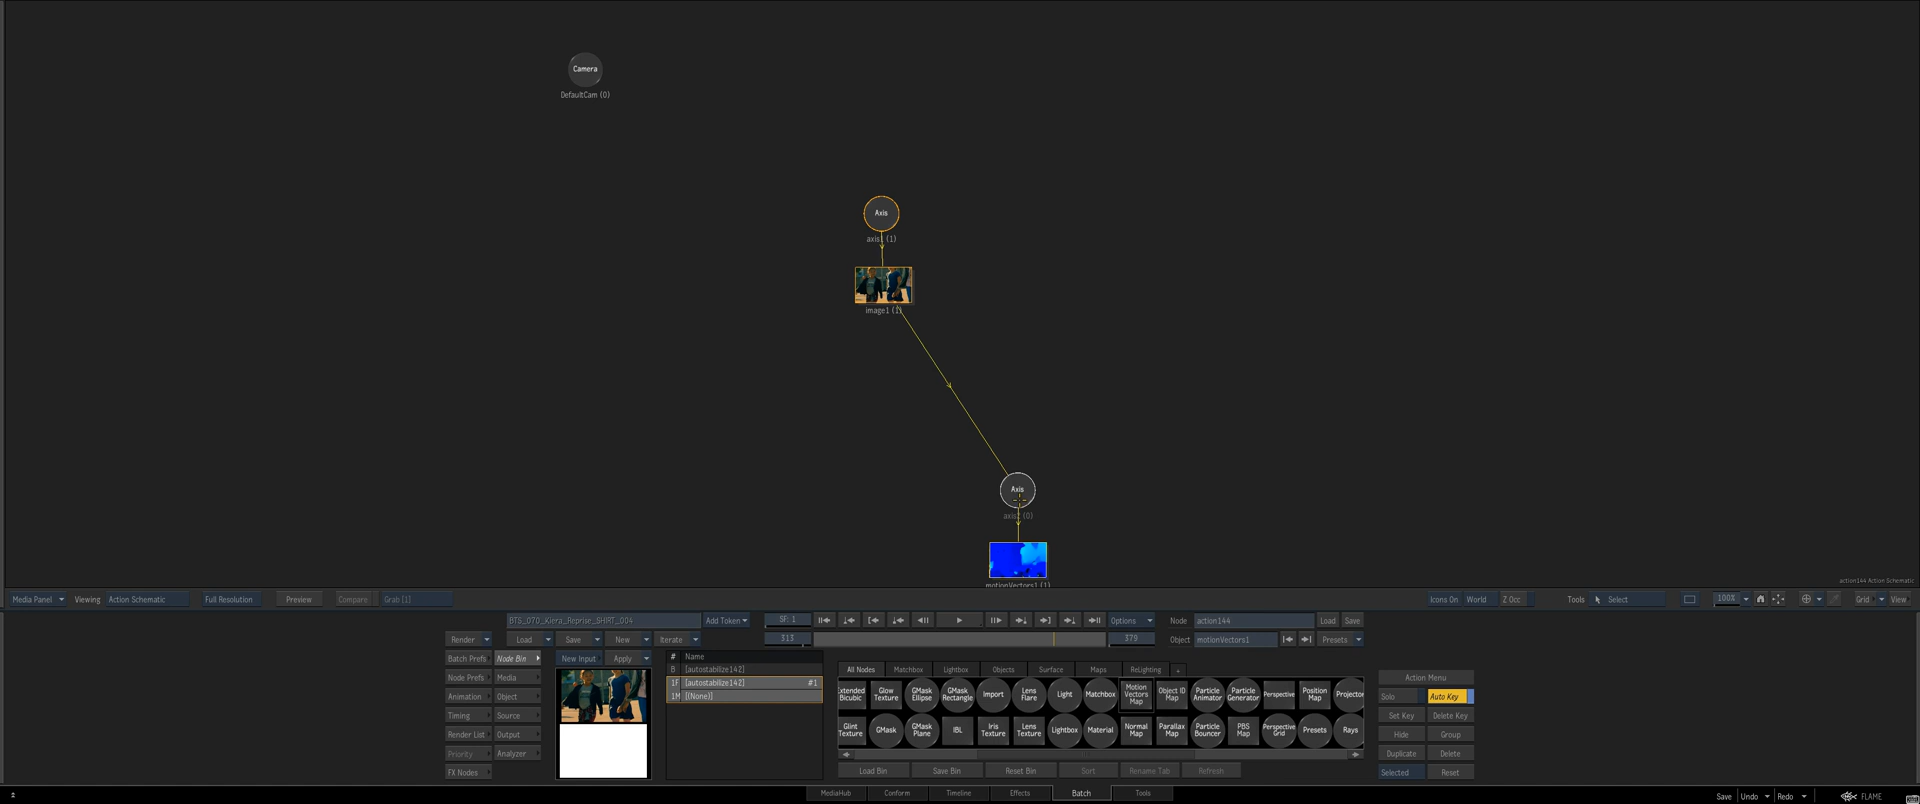 Camera
DefaultCam (0)
Axis
axis1 (1)
image1 (1)
Axis
axis2 (0)
motionVectors1 (1)
action144 Action Schematic
Media Panel Viewing Action Schematic Full Resolution Preview Compare Grab [1] Icons On World Z Occ Tools Select 100% Grid View
BTS_070_Kiera_Reprise_SHIRT_004 Add Token SF: 1 Options Node action144 Load Save
Render Load Save New Iterate 313 379 Object motionVectors1 Presets
Batch Prefs Node Bin New Input Apply # Name
B [autostabilize142] All Nodes Matchbox Lightbox Objects Surface Maps ReLighting +
Node Prefs Media 1F [autostabilize142] #1 Action Menu
Animation Object 1M [(None)] Extended Bicubic Glow Texture GMask Ellipse GMask Rectangle Import Lens Flare Light Matchbox Motion Vectors Map Object ID Map Particle Animator Particle Generator Perspective Position Map Projector Solo Auto Key
Timing Source Set Key Delete Key
Render List Output Glint Texture GMask GMask Plane IBL Iris Texture Lens Texture Lightbox Material Normal Map Parallax Map Particle Bouncer PBS Map Perspective Grid Presets Rays Hide Group
Priority Analyzer Duplicate Delete
FX Nodes Load Bin Save Bin Reset Bin Sort Rename Tab Refresh Selected Reset
MediaHub Conform Timeline Effects Batch Tools Save Undo Redo FLAME